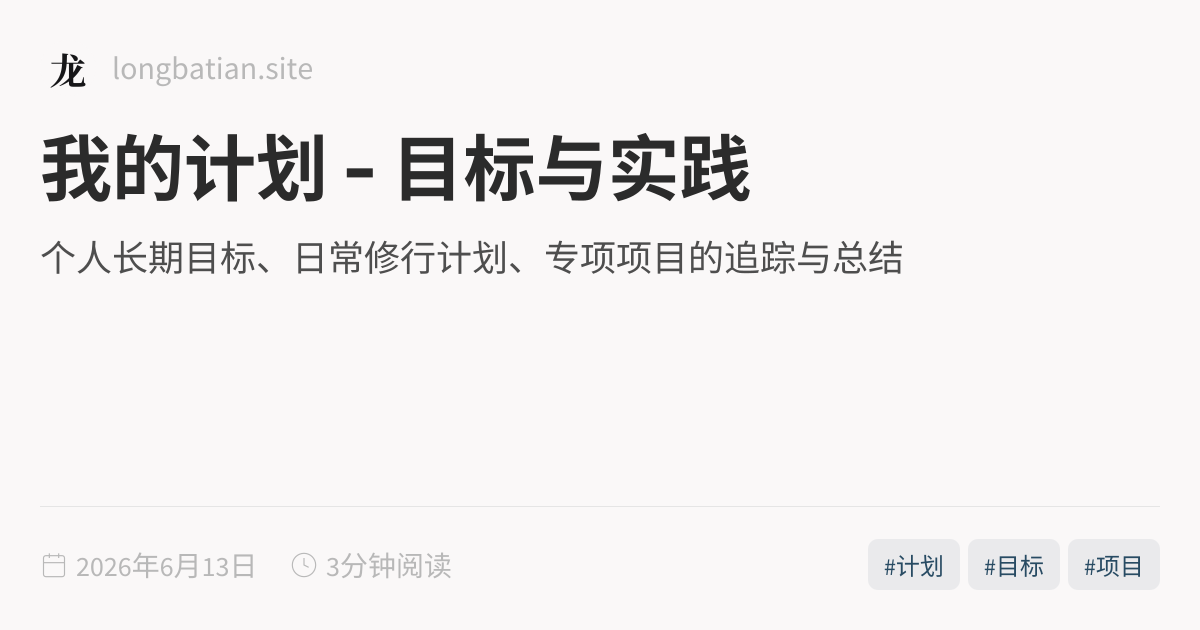 龙 longbatian.site
我的计划 - 目标与实践
个人长期目标、日常修行计划、专项项目的追踪与总结
2026年6月13日 3分钟阅读 #计划 #目标 #项目